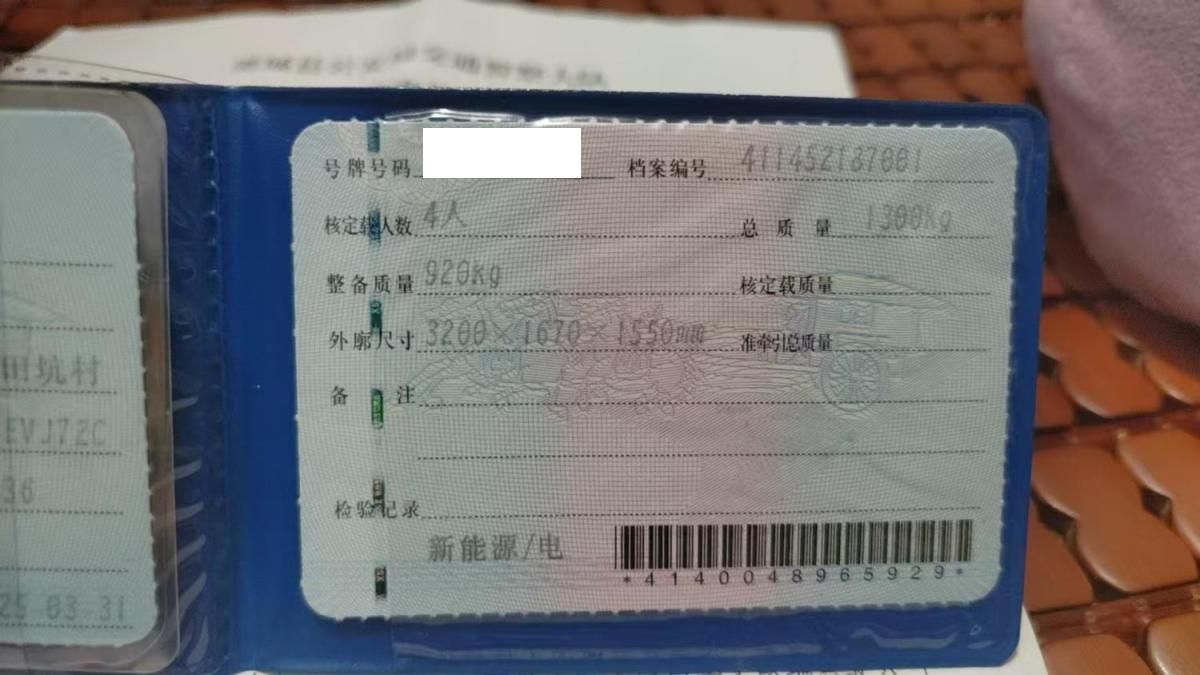 号牌号码 档案编号 411452187001
核定载人数 4人 总质量 1300kg
整备质量 920kg 核定载质量
外廓尺寸 3200×1670×1550mm 准牵引总质量
备注
检验记录
新能源/电
*4140048965929*
田坑村
EVJ72C
36
25 03 31